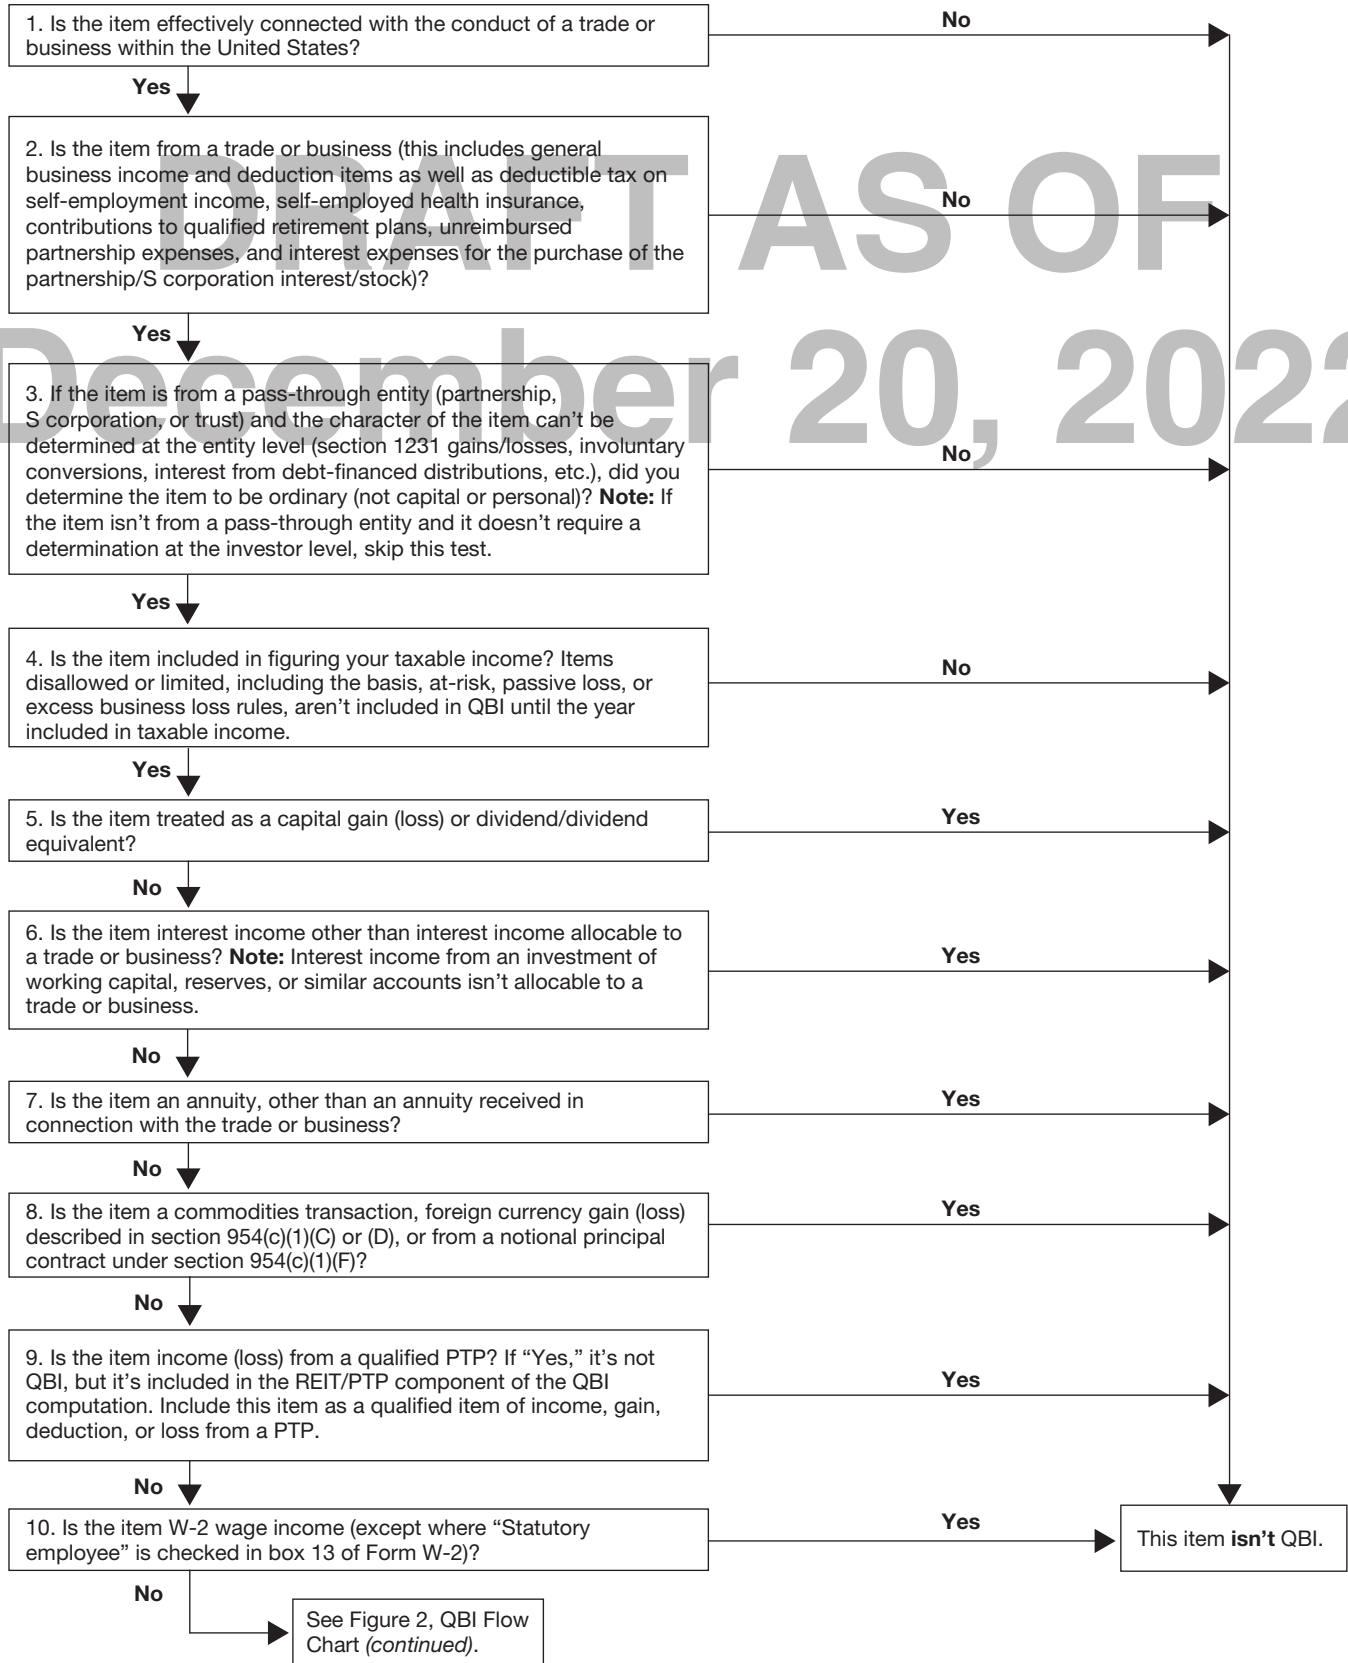 1. Is the item effectively connected with the conduct of a trade or
business within the United States?
No
Yes
2. Is the item from a trade or business (this includes general
business income and deduction items as well as deductible tax on
self-employment income, self-employed health insurance,
contributions to qualified retirement plans, unreimbursed
partnership expenses, and interest expenses for the purchase of the
partnership/S corporation interest/stock)?
No
DRAFT AS OF
Yes
December 20, 2022
3. If the item is from a pass-through entity (partnership,
S corporation, or trust) and the character of the item can't be
determined at the entity level (section 1231 gains/losses, involuntary
conversions, interest from debt-financed distributions, etc.), did you
determine the item to be ordinary (not capital or personal)? Note: If
the item isn't from a pass-through entity and it doesn't require a
determination at the investor level, skip this test.
No
Yes
4. Is the item included in figuring your taxable income? Items
disallowed or limited, including the basis, at-risk, passive loss, or
excess business loss rules, aren't included in QBI until the year
included in taxable income.
No
Yes
5. Is the item treated as a capital gain (loss) or dividend/dividend
equivalent?
Yes
No
6. Is the item interest income other than interest income allocable to
a trade or business? Note: Interest income from an investment of
working capital, reserves, or similar accounts isn't allocable to a
trade or business.
Yes
No
7. Is the item an annuity, other than an annuity received in
connection with the trade or business?
Yes
No
8. Is the item a commodities transaction, foreign currency gain (loss)
described in section 954(c)(1)(C) or (D), or from a notional principal
contract under section 954(c)(1)(F)?
Yes
No
9. Is the item income (loss) from a qualified PTP? If “Yes,” it's not
QBI, but it's included in the REIT/PTP component of the QBI
computation. Include this item as a qualified item of income, gain,
deduction, or loss from a PTP.
Yes
No
10. Is the item W-2 wage income (except where “Statutory
employee” is checked in box 13 of Form W-2)?
Yes
This item isn't QBI.
No
See Figure 2, QBI Flow
Chart (continued).